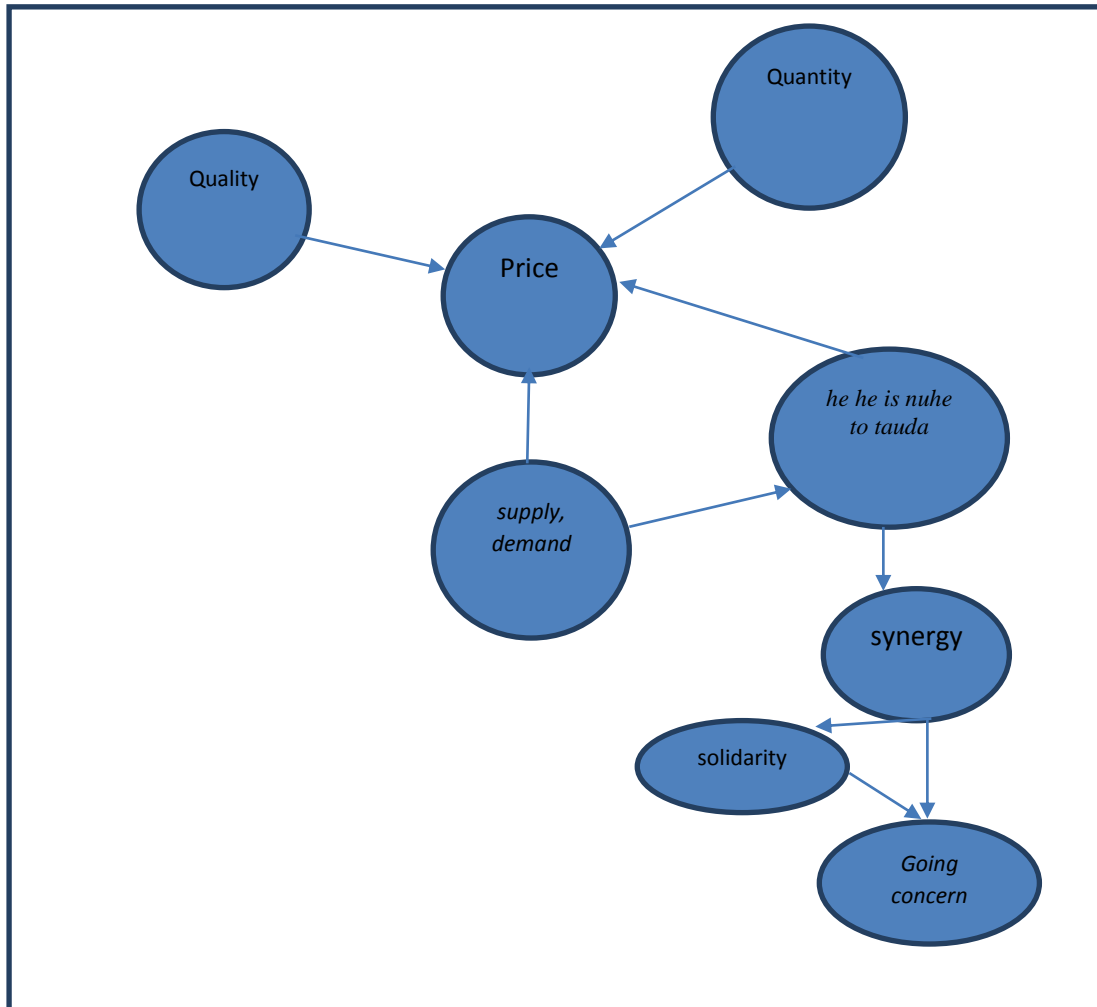 Quantity
Quality
Price
he he is nuhe
to tauda
supply,
demand
synergy
solidarity
Going
concern